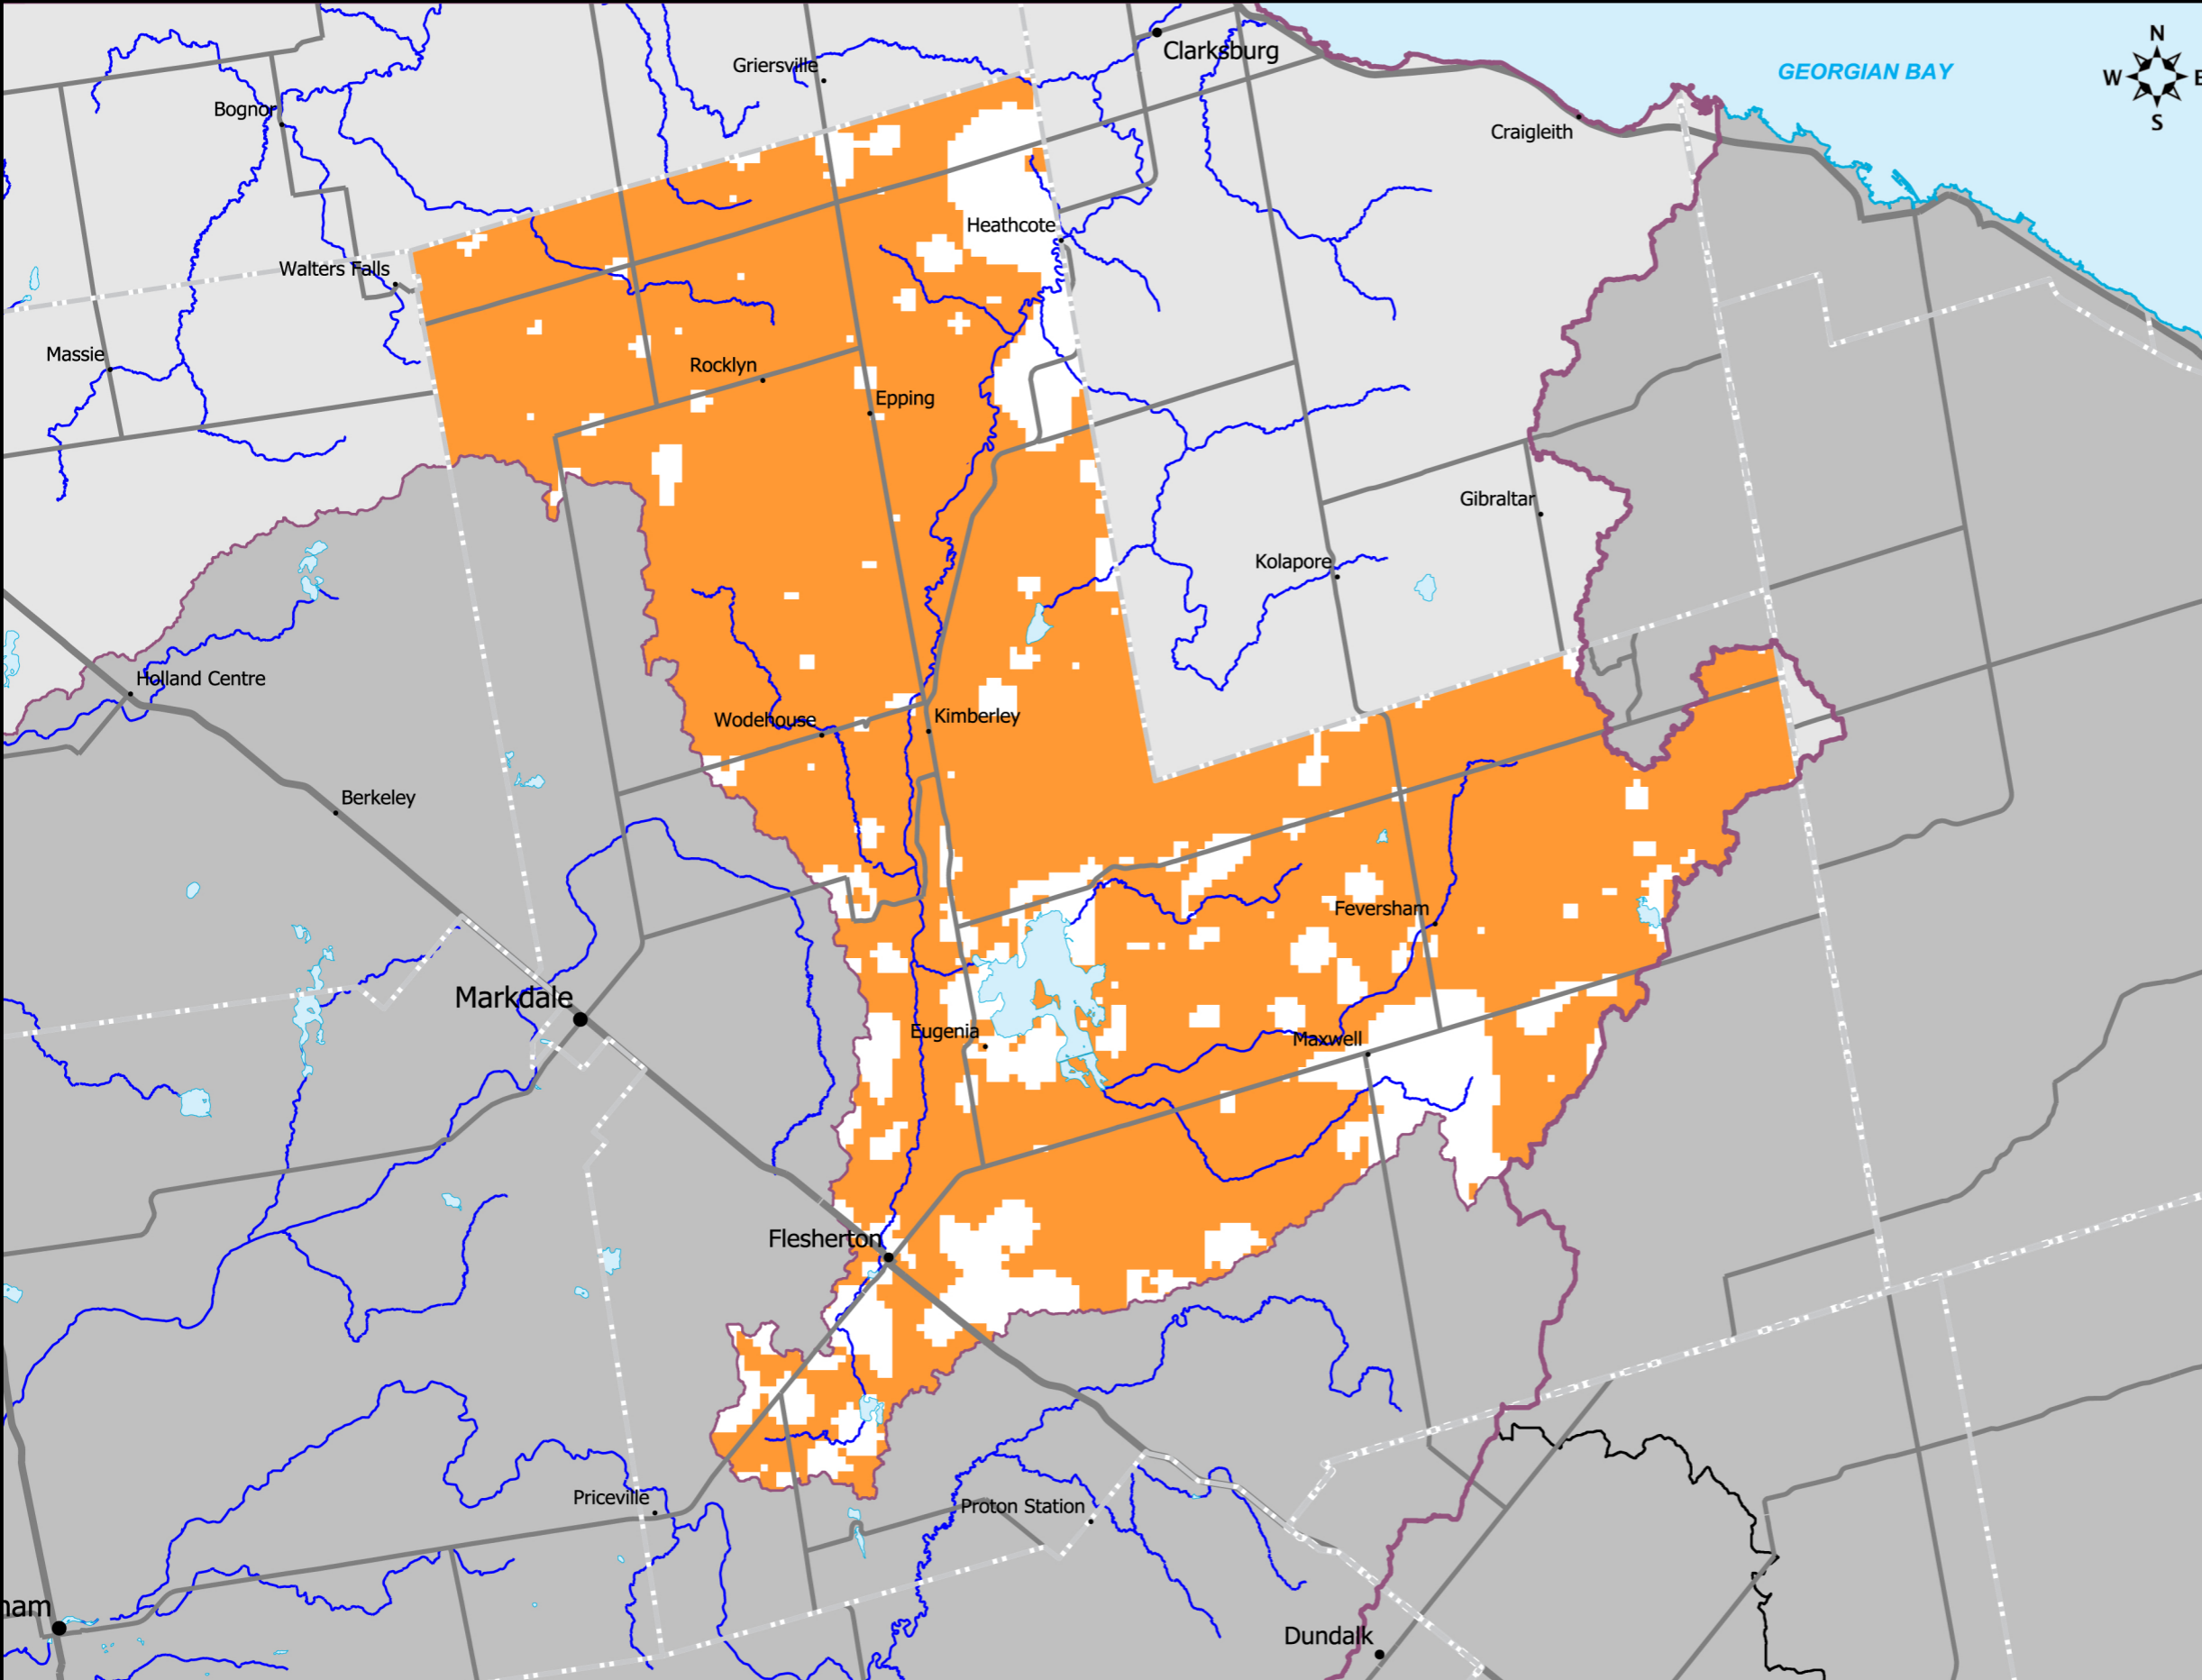 Clarksburg
N
GEORGIAN BAY
Griersville
W
E
Bognor
S
Craigleith
Heathcote
Walters Falls
Massie
Rocklyn
Epping
Gibraltar
Kolapore
Holland Centre
Wodehouse
Kimberley
Berkeley
Feversham
Markdale
Eugenia
Maxwell
Flesherton
Priceville
Proton Station
ham
Dundalk